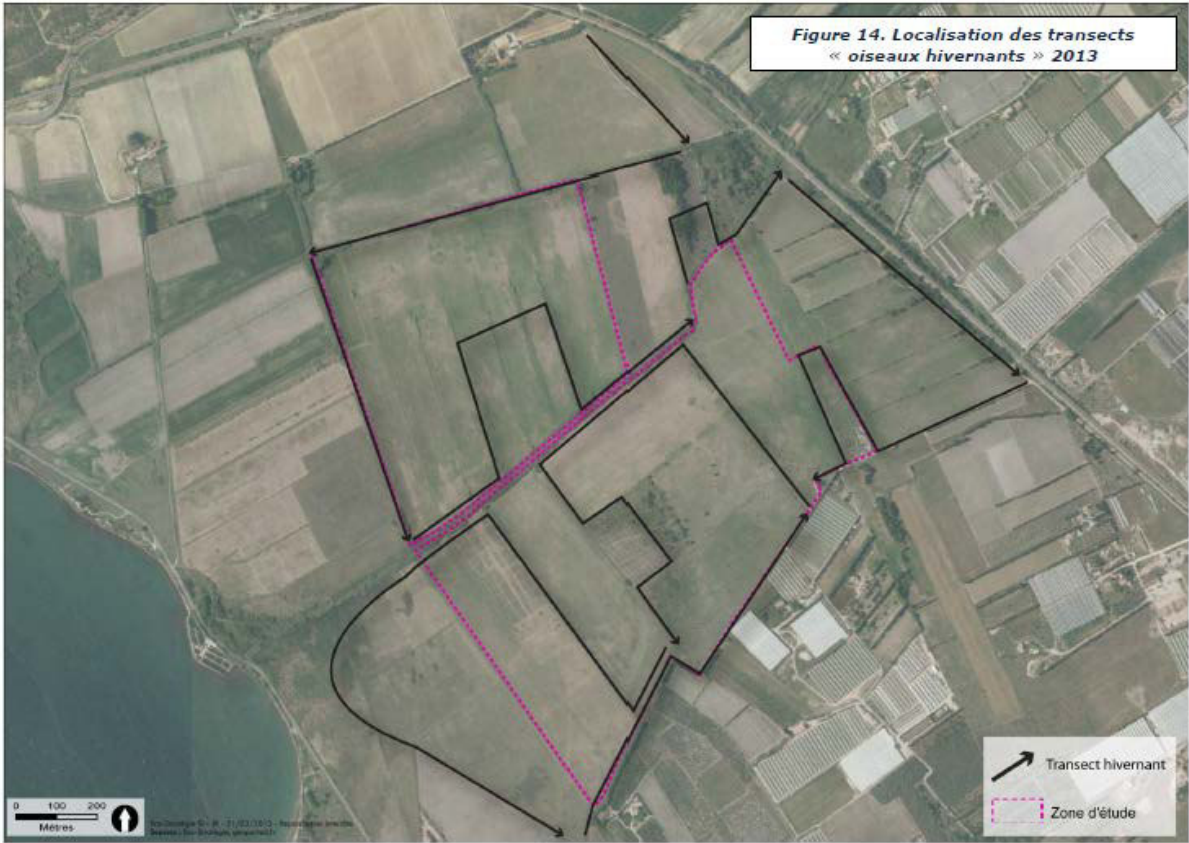 Figure 14. Localisation des transects
« oiseaux hivernants » 2013
Transect hivernant
Zone d'étude
0 100 200
Mètres